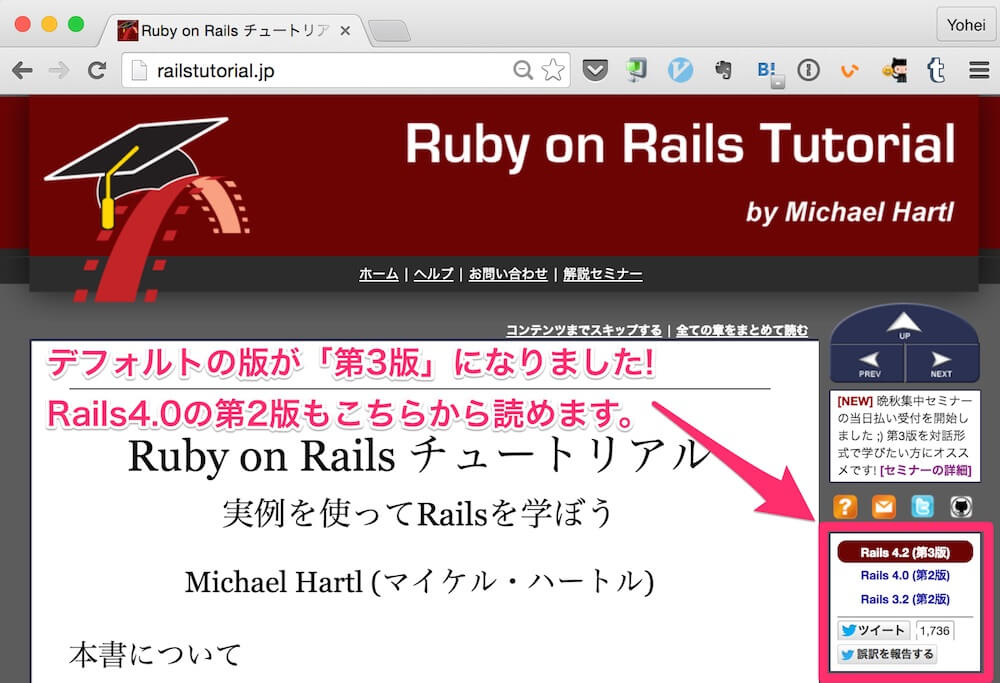 Ruby on Rails チュートリア
Yohei
railstutorial.jp
B!
Ruby on Rails Tutorial
by Michael Hartl
ホーム | ヘルプ | お問い合わせ | 解説セミナー
コンテンツまでスキップする | 全ての章をまとめて読む
UP
PREV
NEXT
デフォルトの版が「第3版」になりました!
Rails4.0の第2版もこちらから読めます。
Ruby on Rails チュートリアル
実例を使ってRailsを学ぼう
Michael Hartl (マイケル・ハートル)
本書について
[NEW] 晩秋集中セミナー
の当日払い受付を開始し
ました ;) 第3版を対話形
式で学びたい方にオスス
メです! [セミナーの詳細]
Rails 4.2 (第3版)
Rails 4.0 (第2版)
Rails 3.2 (第2版)
ツイート 1,736
誤訳を報告する